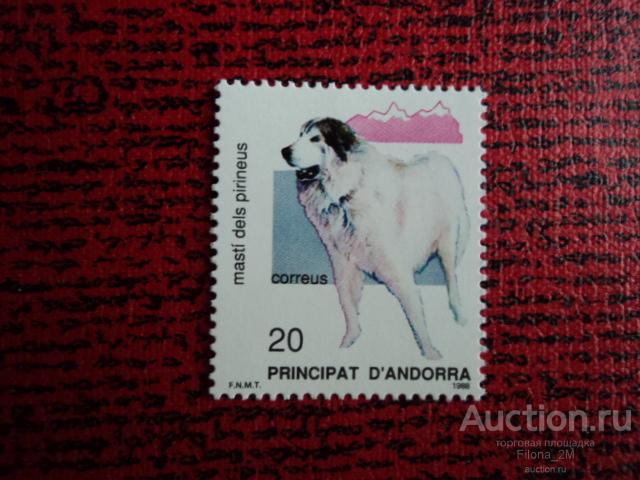 mastí dels pirineus
correus
20
PRINCIPAT D'ANDORRA
F.N.M.T.
1988
Auction.ru
торговая площадка
Filona_2M
auction.ru